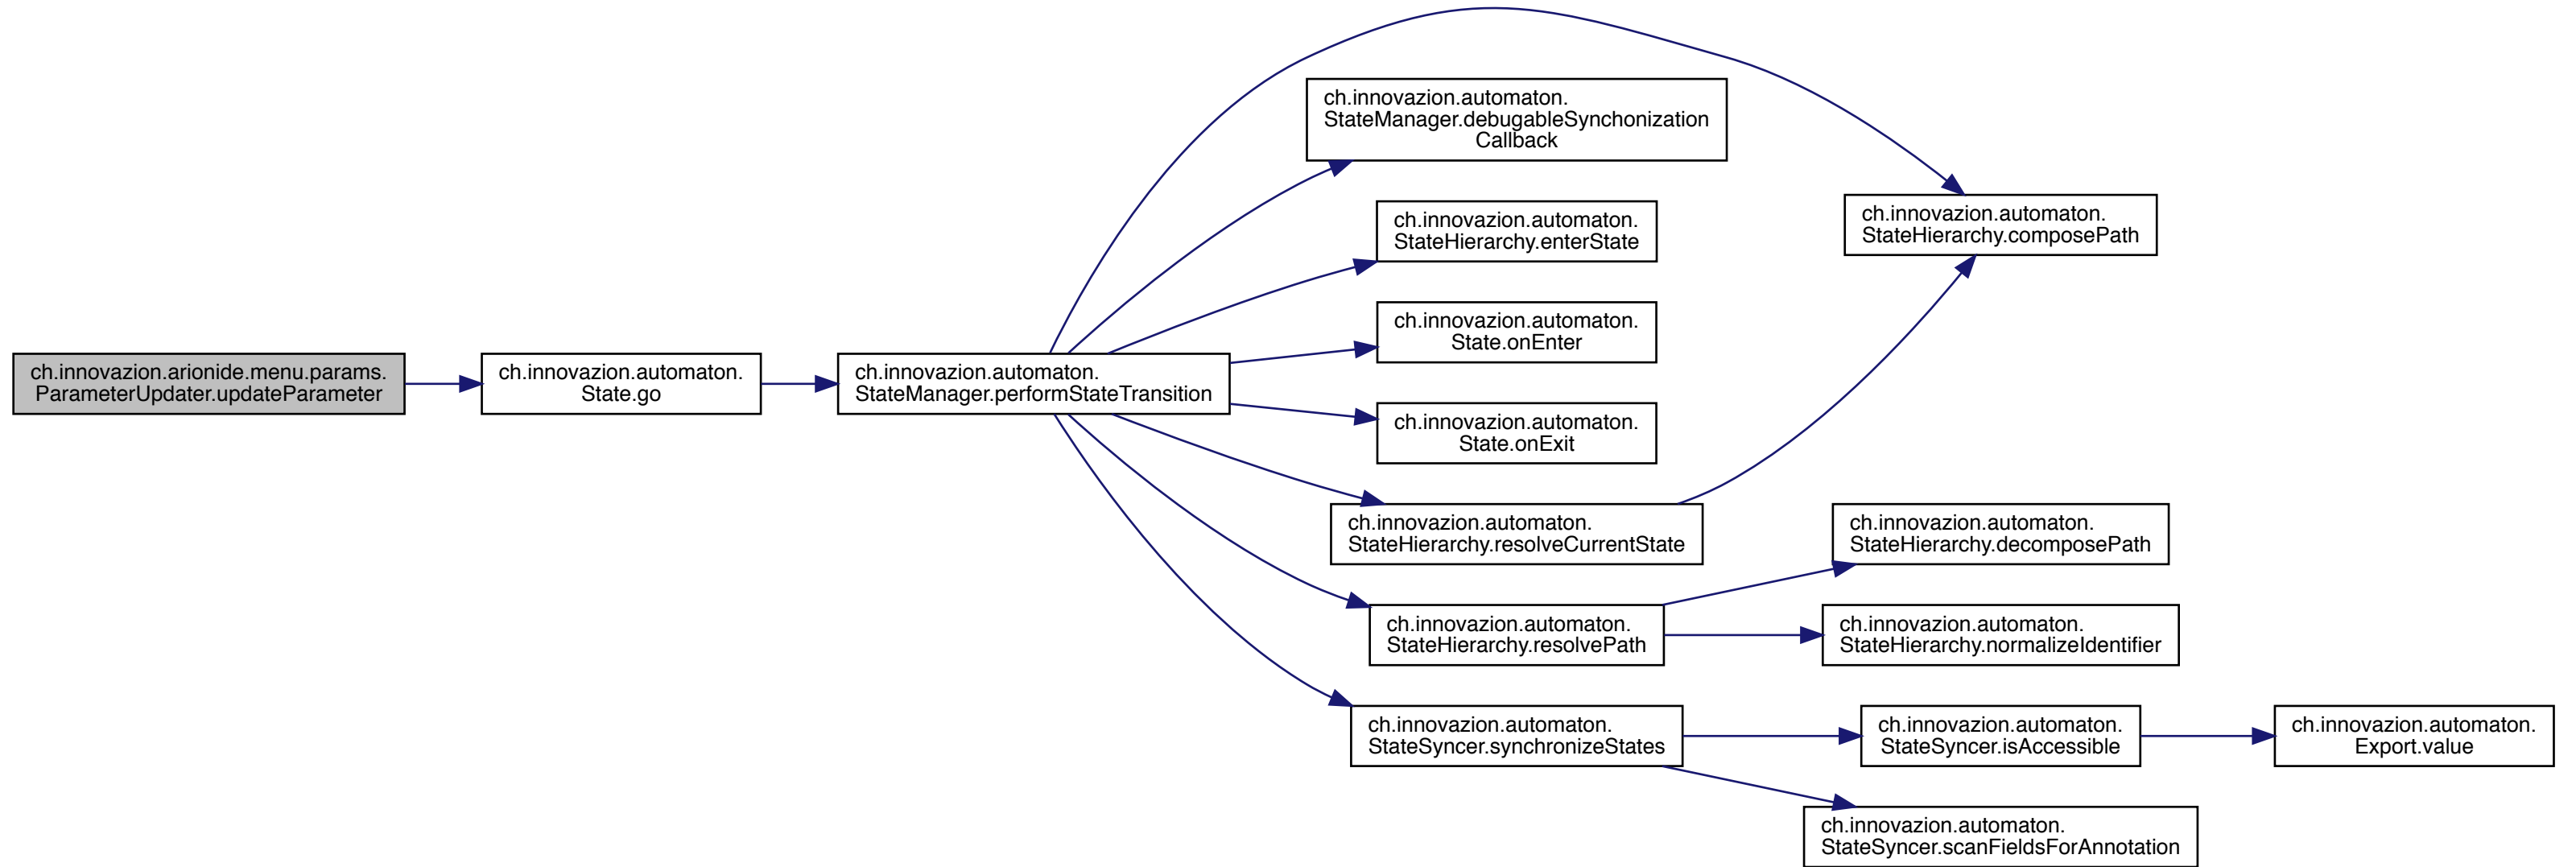 ch.innovazion.arionide.menu.params.
ParameterUpdater.updateParameter
ch.innovazion.automaton.
State.go
ch.innovazion.automaton.
StateManager.performStateTransition
ch.innovazion.automaton.
StateManager.debugableSynchonization
Callback
ch.innovazion.automaton.
StateHierarchy.enterState
ch.innovazion.automaton.
State.onEnter
ch.innovazion.automaton.
State.onExit
ch.innovazion.automaton.
StateHierarchy.resolveCurrentState
ch.innovazion.automaton.
StateHierarchy.resolvePath
ch.innovazion.automaton.
StateSyncer.synchronizeStates
ch.innovazion.automaton.
StateHierarchy.composePath
ch.innovazion.automaton.
StateHierarchy.decomposePath
ch.innovazion.automaton.
StateHierarchy.normalizeIdentifier
ch.innovazion.automaton.
StateSyncer.isAccessible
ch.innovazion.automaton.
StateSyncer.scanFieldsForAnnotation
ch.innovazion.automaton.
Export.value